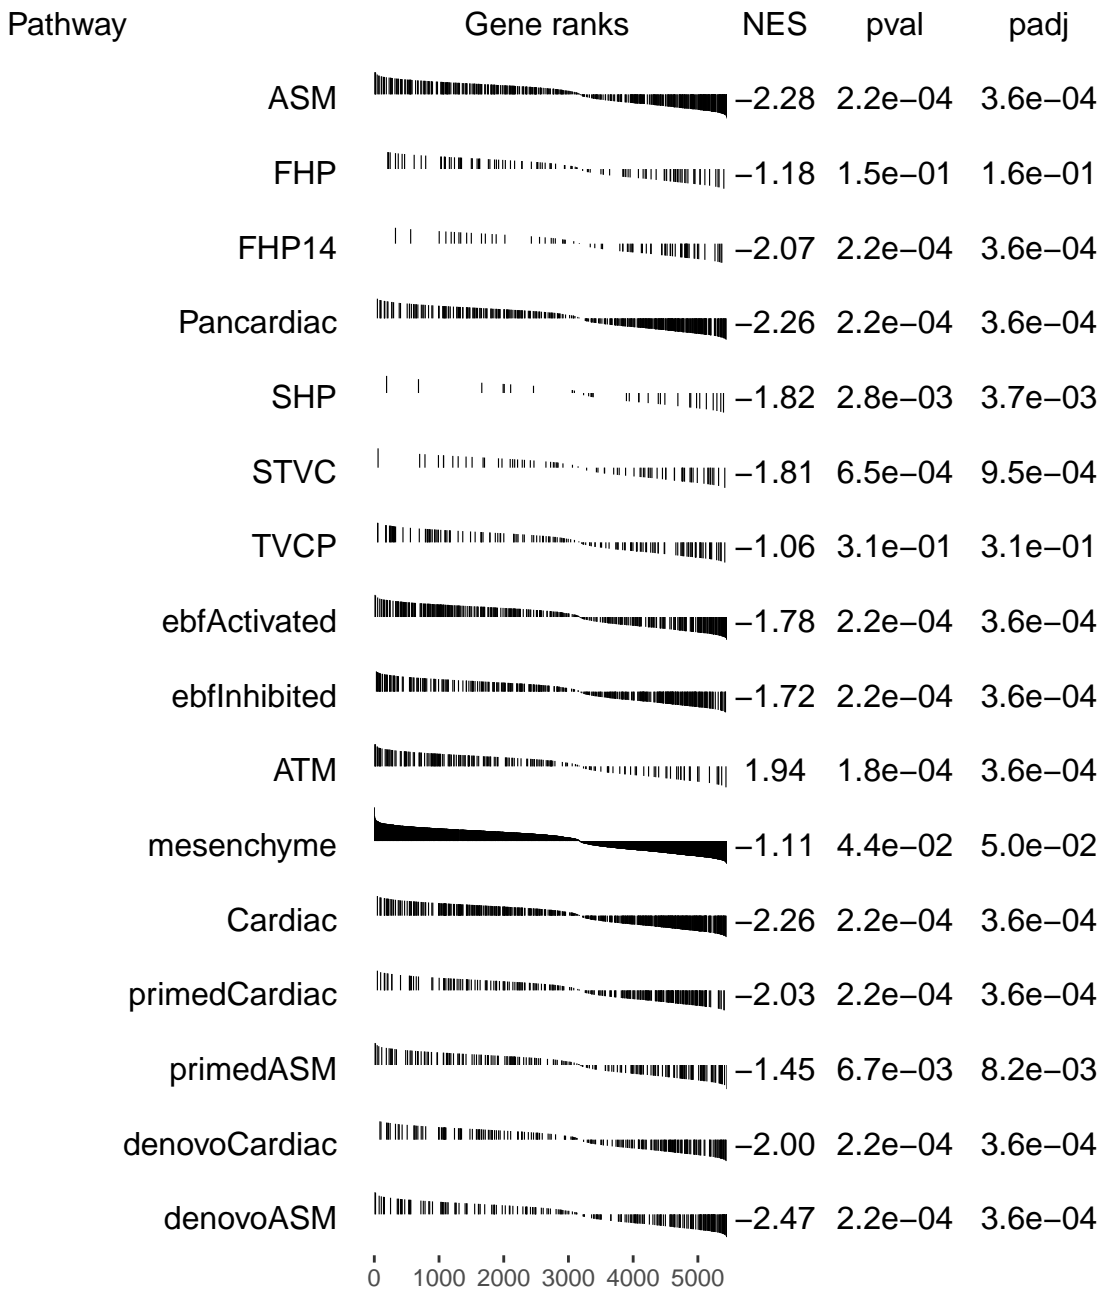 Pathway Gene ranks NES pval padj
ASM −2.28 2.2e−04 3.6e−04
FHP −1.18 1.5e−01 1.6e−01
FHP14 −2.07 2.2e−04 3.6e−04
Pancardiac −2.26 2.2e−04 3.6e−04
SHP −1.82 2.8e−03 3.7e−03
STVC −1.81 6.5e−04 9.5e−04
TVCP −1.06 3.1e−01 3.1e−01
ebfActivated −1.78 2.2e−04 3.6e−04
ebfInhibited −1.72 2.2e−04 3.6e−04
ATM 1.94 1.8e−04 3.6e−04
mesenchyme −1.11 4.4e−02 5.0e−02
Cardiac −2.26 2.2e−04 3.6e−04
primedCardiac −2.03 2.2e−04 3.6e−04
primedASM −1.45 6.7e−03 8.2e−03
denovoCardiac −2.00 2.2e−04 3.6e−04
denovoASM −2.47 2.2e−04 3.6e−04
0 1000 2000 3000 4000 5000